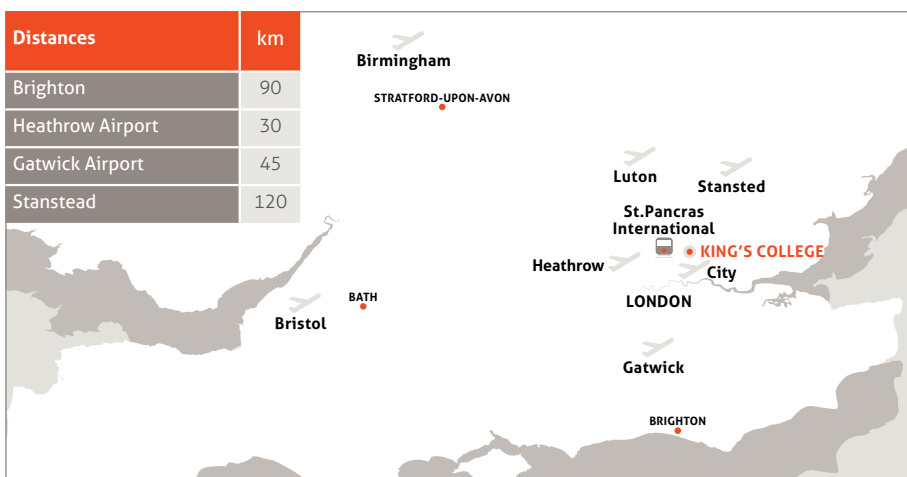 Distances km
Brighton 90
Heathrow Airport 30
Gatwick Airport 45
Stanstead 120
Birmingham
STRATFORD-UPON-AVON
Luton
Stansted
St.Pancras
International
KING'S COLLEGE
Heathrow
City
LONDON
BATH
Bristol
Gatwick
BRIGHTON